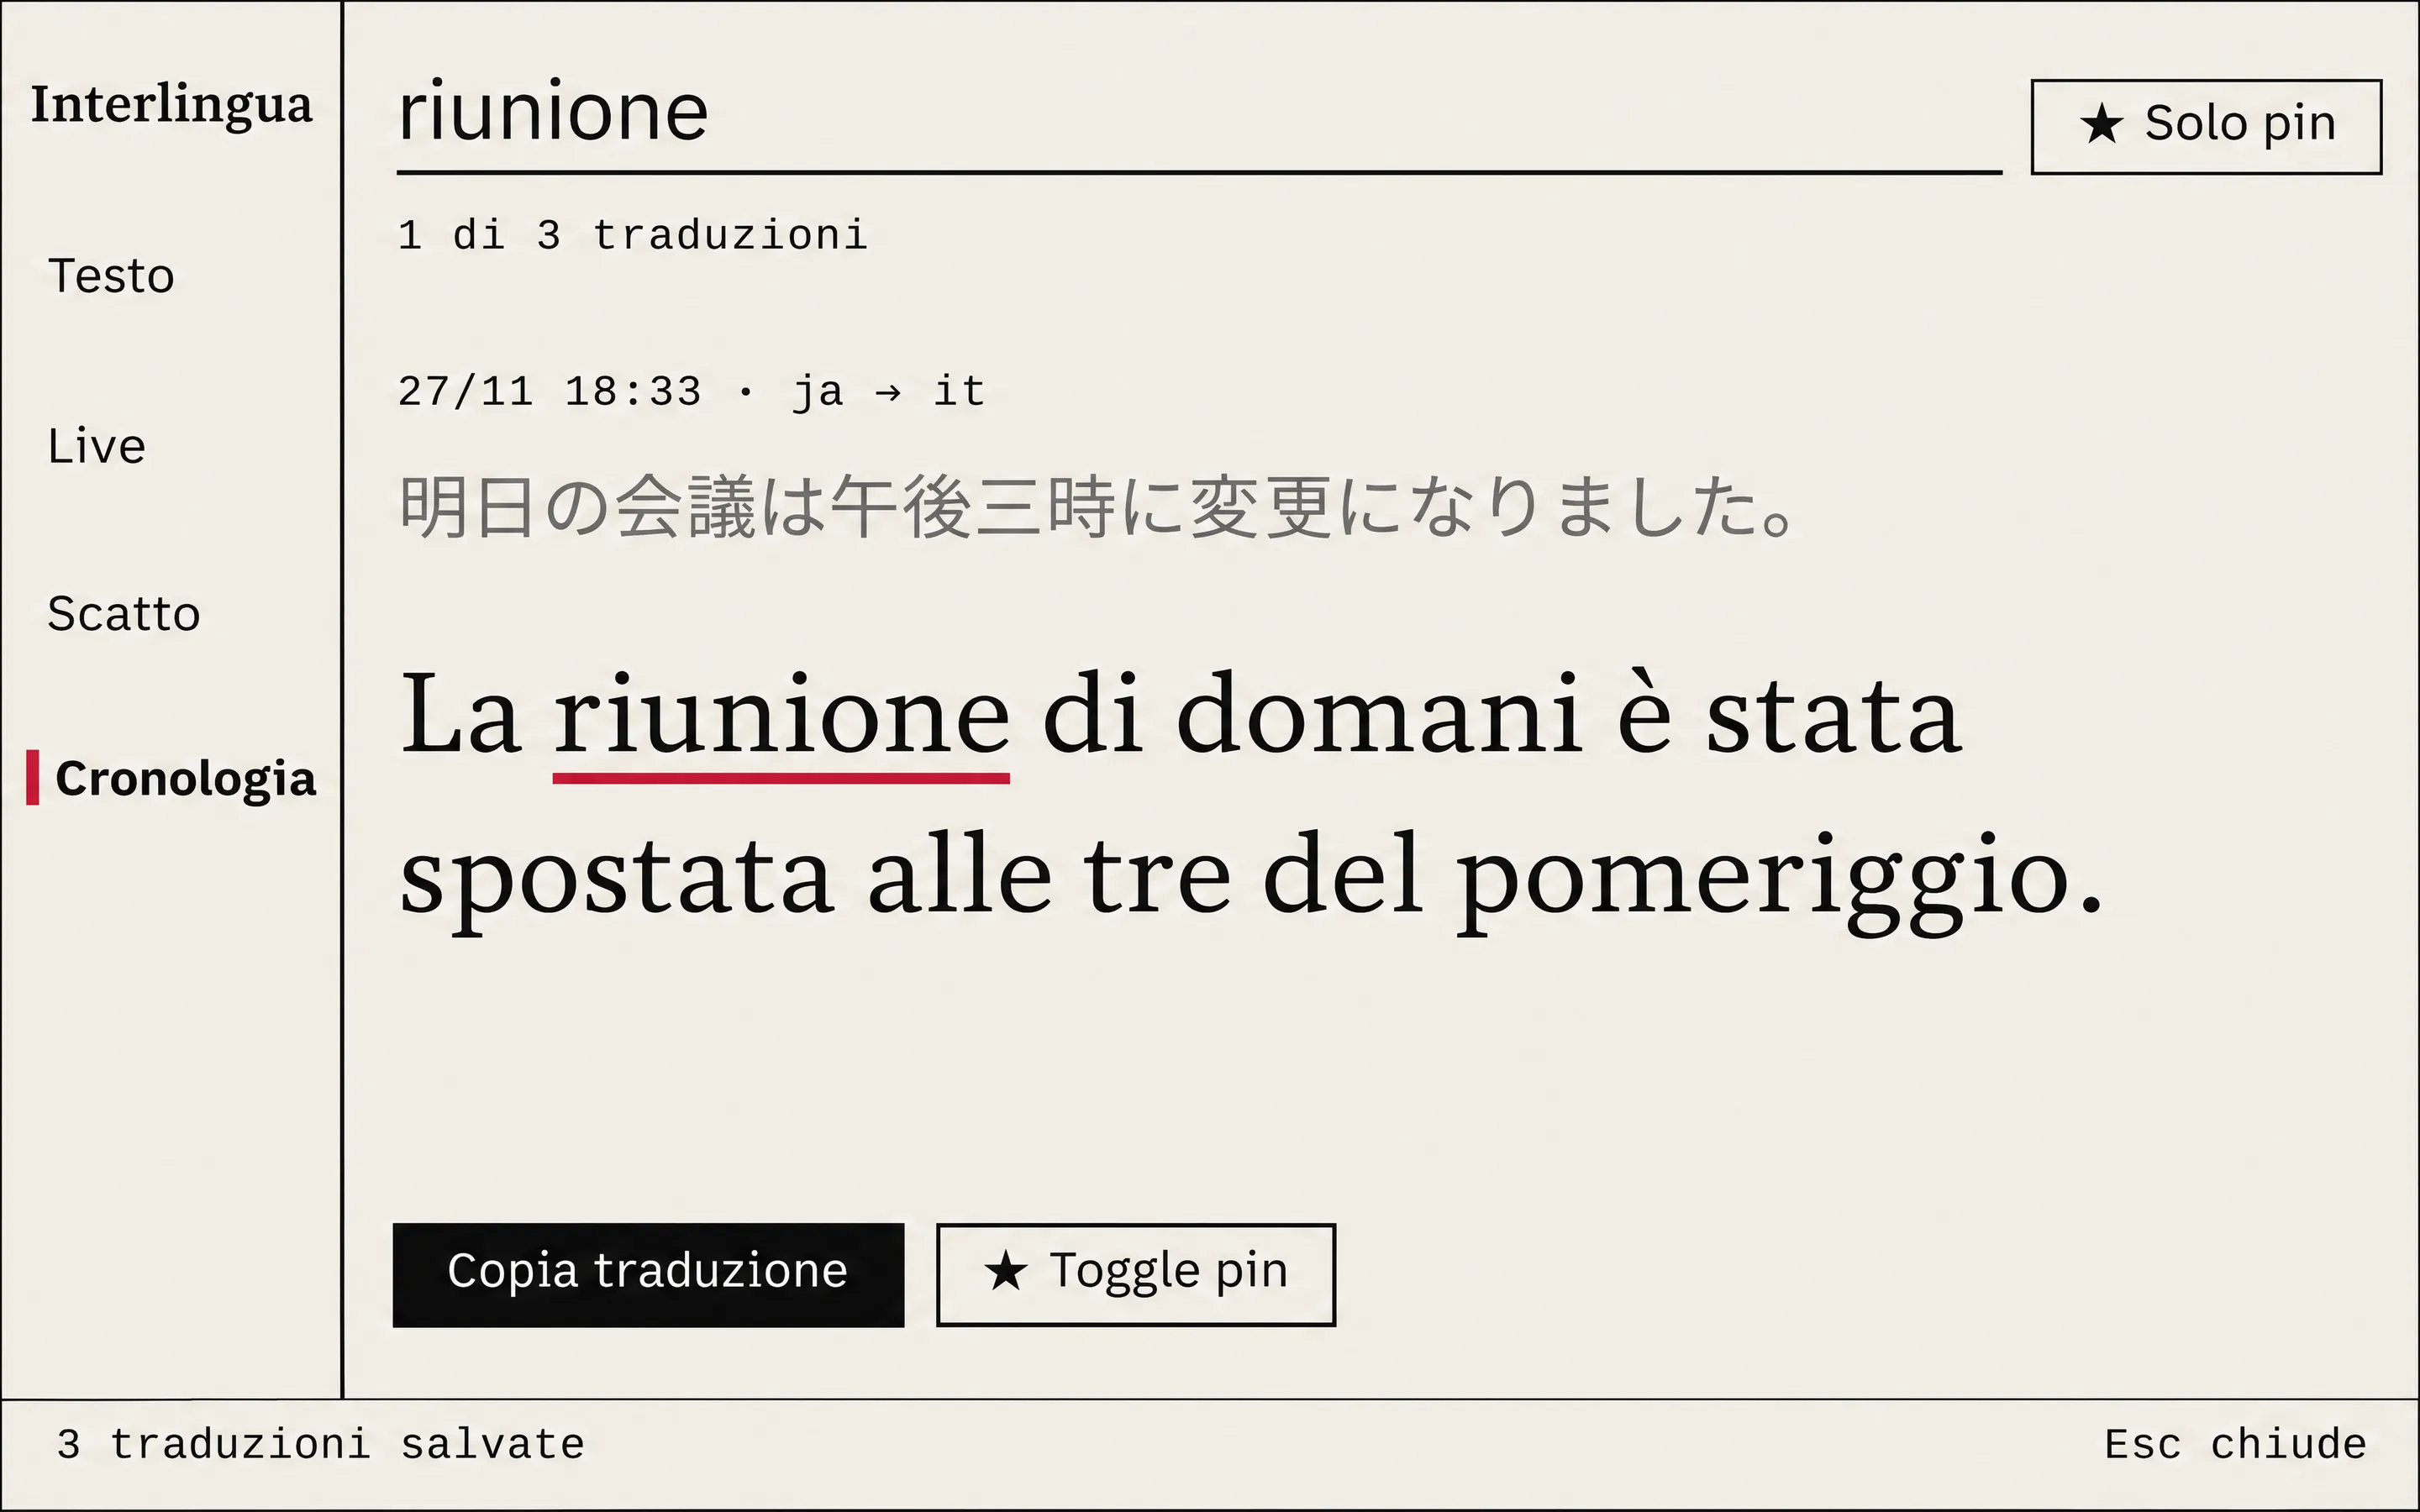 Interlingua
Testo
Live
Scatto
Cronologia
riunione
★ Solo pin
1 di 3 traduzioni
27/11 18:33 · ja → it
明日の会議は午後三時に変更になりました。
La riunione di domani è stata
spostata alle tre del pomeriggio.
Copia traduzione
★ Toggle pin
3 traduzioni salvate
Esc chiude